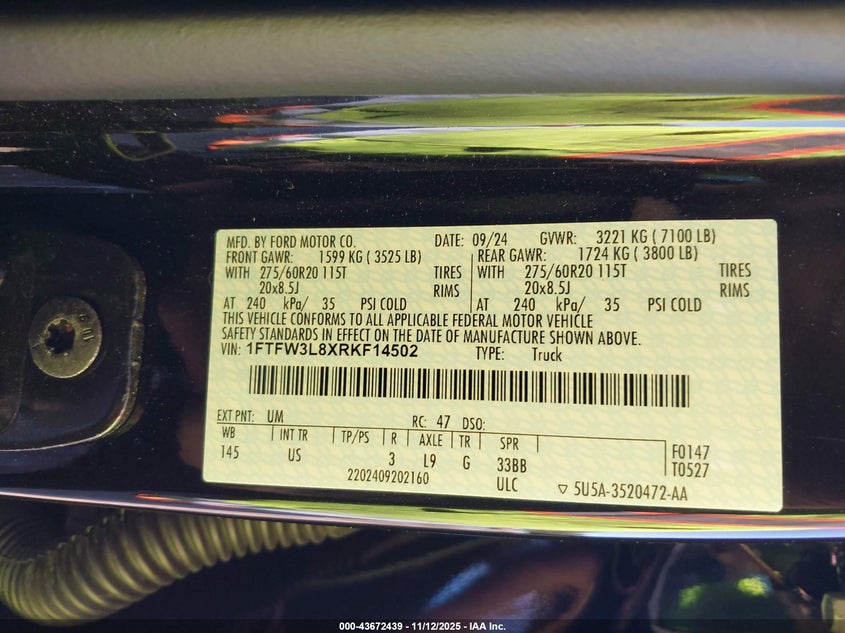 MFD. BY FORD MOTOR CO. DATE: 09/24 GVWR: 3221 KG ( 7100 LB)
FRONT GAWR: 1599 KG ( 3525 LB) REAR GAWR: 1724 KG ( 3800 LB)
WITH 275/60R20 115T TIRES WITH 275/60R20 115T TIRES
20x8.5J RIMS 20x8.5J RIMS
AT 240 kPa/ 35 PSI COLD AT 240 kPa/ 35 PSI COLD
THIS VEHICLE CONFORMS TO ALL APPLICABLE FEDERAL MOTOR VEHICLE
SAFETY STANDARDS IN EFFECT ON THE DATE OF MANUFACTURE SHOWN ABOVE.
VIN: 1FTFW3L8XRKF14502 TYPE: Truck
EXT PNT: UM RC: 47 DSO:
WB INT TR TP/PS R AXLE TR SPR F0147
145 US 3 L9 G 33BB T0527
2202409202160 ULC ▽ 5U5A-3520472-AA
000-43672439 - 11/12/2025 - IAA Inc.